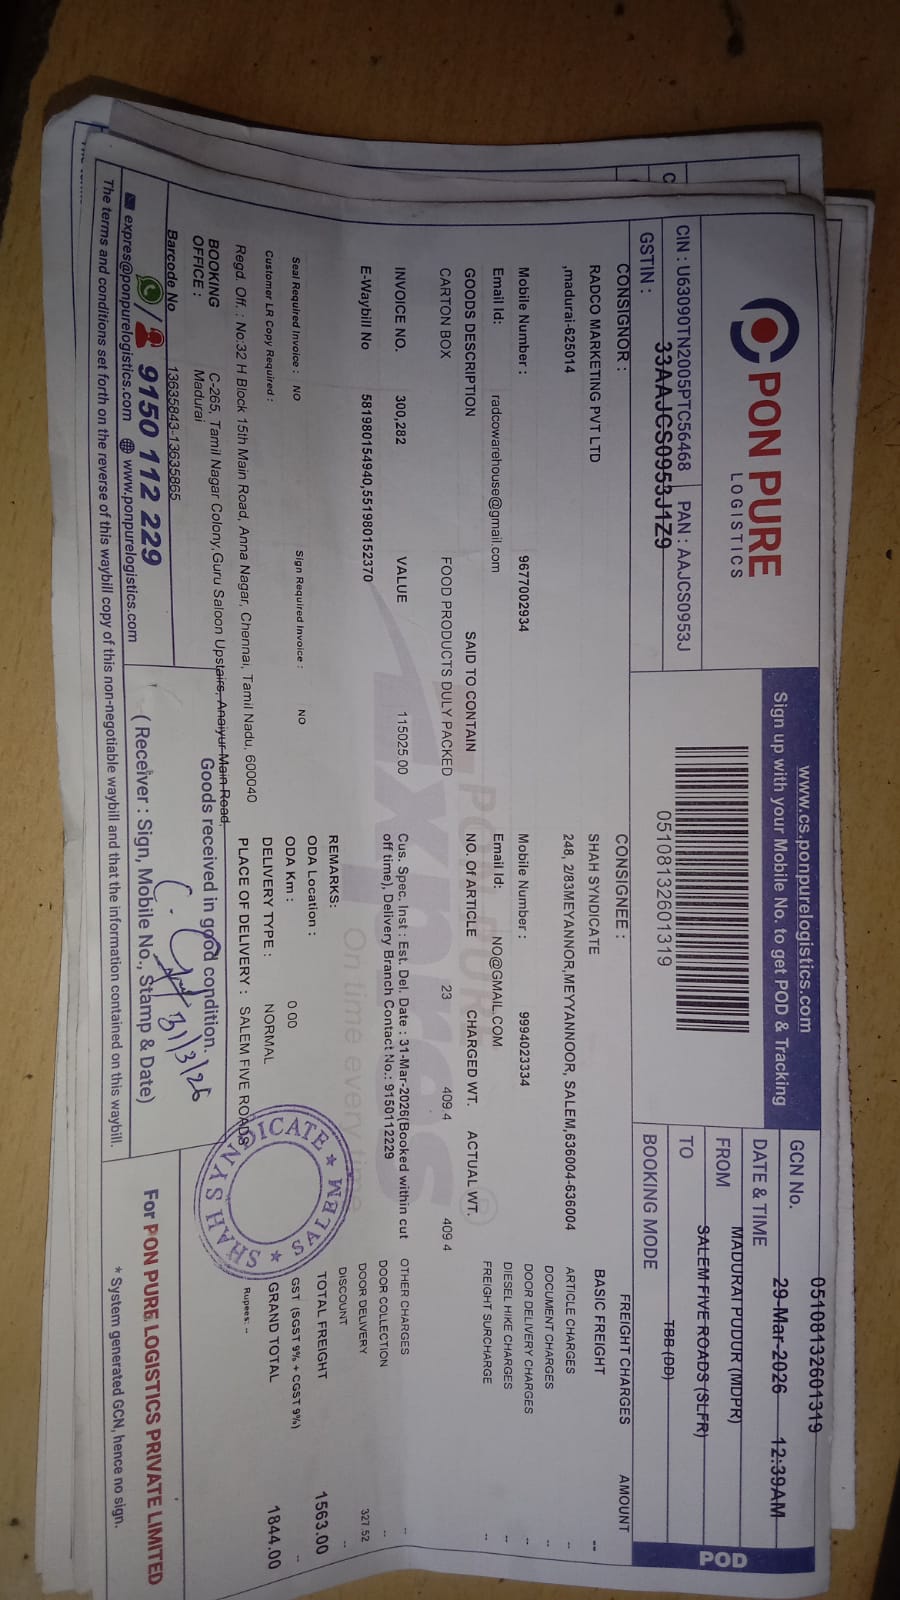 PON PURE
LOGISTICS
CIN : U63090TN2005PTC56468 PAN : AAJCS0953J
GSTIN : 33AAJCS0953J1Z9
www.cs.ponpurelogistics.com
Sign up with your Mobile No. to get POD & Tracking
05108132601319
GCN No. 05108132601319
DATE & TIME 29-Mar-2026 12:39AM
FROM MADURAI PUDUR (MDPR)
TO SALEM FIVE ROADS (SLFR)
BOOKING MODE TBB (DD)
POD
CONSIGNOR :
RADCO MARKETING PVT LTD
,madurai-625014
Mobile Number : 9677002934
Email Id: radcowarehouse@gmail.com
CONSIGNEE :
SHAH SYNDICATE
248, 2/83MEYANNOR,MEYYANNOOR, SALEM,636004-636004
Mobile Number : 9994023334
Email Id: NO@GMAIL.COM
GOODS DESCRIPTION SAID TO CONTAIN NO. Of ARTICLE CHARGED WT. ACTUAL WT.
CARTON BOX FOOD PRODUCTS DULY PACKED 23 409.4 409.4
INVOICE NO. 300,282 VALUE 115025.00
Cus. Spec. Inst : Est. Del. Date : 31-Mar-2026(Booked within cut
off time), Delivery Branch Contact No.: 9150112229
E-Waybill No 581980154940,551980152370
REMARKS:
ODA Location :
ODA Km : 0.00
DELIVERY TYPE : NORMAL
PLACE OF DELIVERY : SALEM FIVE ROADS
Seal Required Invoice : NO Sign Required Invoice : NO
Customer LR Copy Required :
Regd. Off. : No:32 H Block 15th Main Road, Anna Nagar, Chennai, Tamil Nadu, 600040
BOOKING OFFICE : C-265, Tamil Nagar Colony,Guru Saloon Upstairs, Anaiyur Main Road,
Madurai
Barcode No 13635843-13635865
9150 112 229
expres@ponpurelogistics.com www.ponpurelogistics.com
Goods received in good condition.
31/3/26
( Receiver : Sign, Mobile No., Stamp & Date)
SHAH SYNDICATE ★ SALEM ★
FREIGHT CHARGES AMOUNT
BASIC FREIGHT --
ARTICLE CHARGES --
DOCUMENT CHARGES --
DOOR DELIVERY CHARGES --
DIESEL HIKE CHARGES --
FREIGHT SURCHARGE --
OTHER CHARGES --
DOOR COLLECTION --
DOOR DELIVERY 327.52
DISCOUNT --
TOTAL FREIGHT 1563.00
GST (SGST 9% + CGST 9%) --
GRAND TOTAL 1844.00
Rupees: --
For PON PURE LOGISTICS PRIVATE LIMITED
* System generated GCN, hence no sign.
The terms and conditions set forth on the reverse of this waybill copy of this non-negotiable waybill and that the information contained on this waybill.
PON PURE
Expres
On time every time